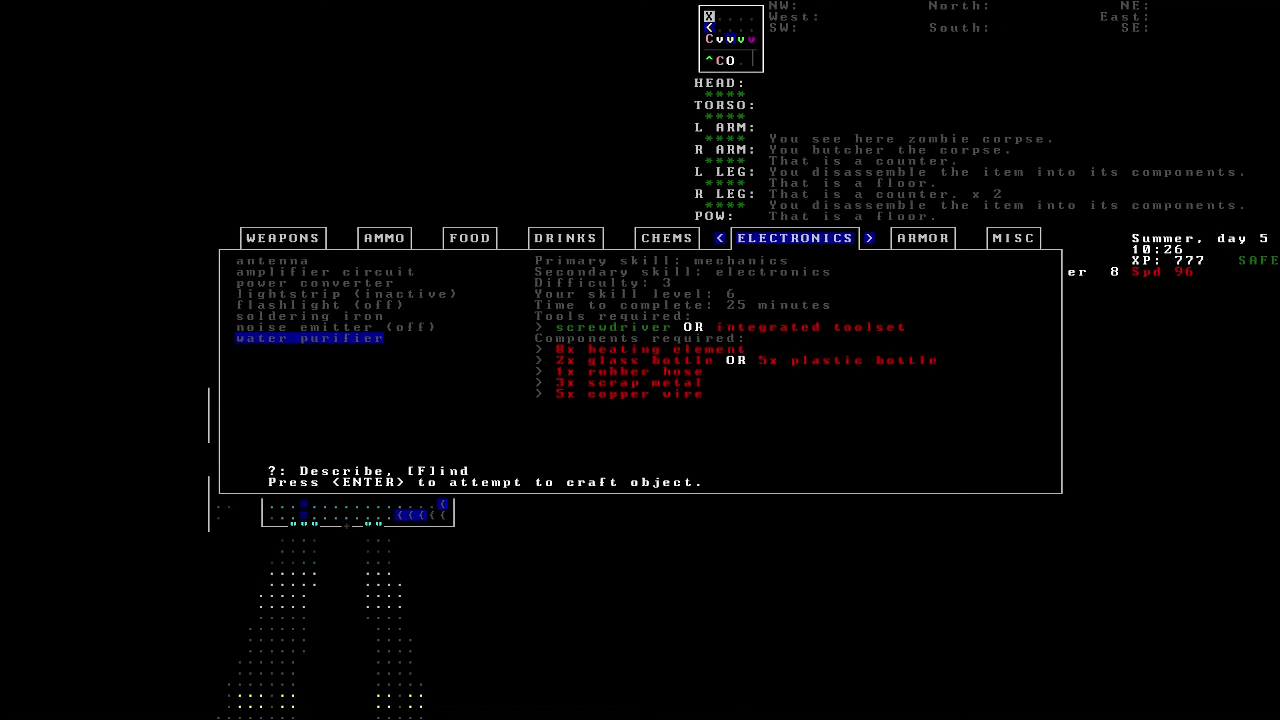 NW: North: NE:
West: East:
SW: South: SE:
X....
<....
Cvvvw
^CO.
HEAD:
****
TORSO:
****
L ARM:
**** You see here zombie corpse.
R ARM: You butcher the corpse.
**** That is a counter.
L LEG: You disassemble the item into its components.
**** That is a floor.
R LEG: That is a counter. x 2
**** You disassemble the item into its components.
POW: That is a floor.
WEAPONS AMMO FOOD DRINKS CHEMS < ELECTRONICS > ARMOR MISC
Summer, day 5
10:26
XP: 777 SAFE
er 8 Spd 96
antenna
amplifier circuit
power converter
lightstrip (inactive)
flashlight (off)
soldering iron
noise emitter (off)
water purifier
Primary skill: mechanics
Secondary skill: electronics
Difficulty: 3
Your skill level: 6
Time to complete: 25 minutes
Tools required:
> screwdriver OR integrated toolset
Components required:
> 8x heating element
> 2x glass bottle OR 5x plastic bottle
> 1x rubber hose
> 3x scrap metal
> 5x copper wire
?: Describe, [F]ind
Press <ENTER> to attempt to craft object.